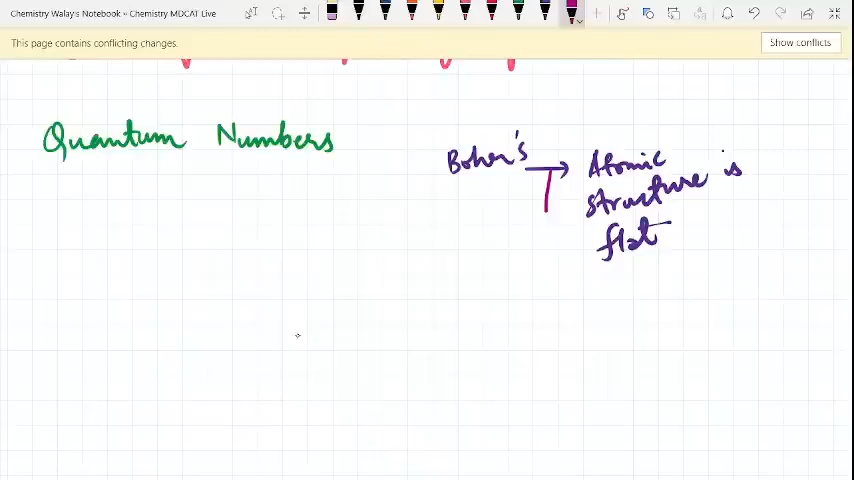 Chemistry Walay's Notebook » Chemistry MDCAT Live
This page contains conflicting changes.
Show conflicts
Quantum Numbers
Boher's → Atomic
structure is
flat